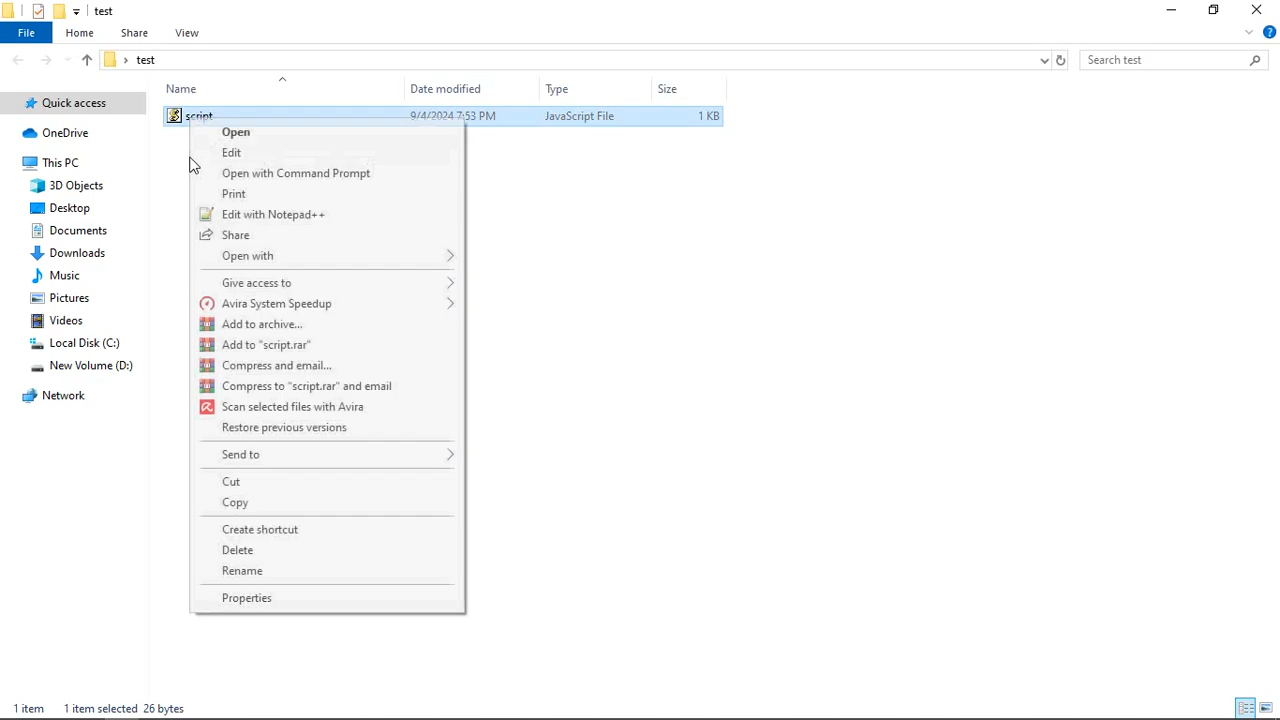 test
File Home Share View
test
Search test
Name Date modified Type Size
Quick access
script 9/4/2024 7:53 PM JavaScript File 1 KB
OneDrive
This PC
3D Objects
Desktop
Documents
Downloads
Music
Pictures
Videos
Local Disk (C:)
New Volume (D:)
Network
Open
Edit
Open with Command Prompt
Print
Edit with Notepad++
Share
Open with
Give access to
Avira System Speedup
Add to archive...
Add to "script.rar"
Compress and email...
Compress to "script.rar" and email
Scan selected files with Avira
Restore previous versions
Send to
Cut
Copy
Create shortcut
Delete
Rename
Properties
1 item 1 item selected 26 bytes